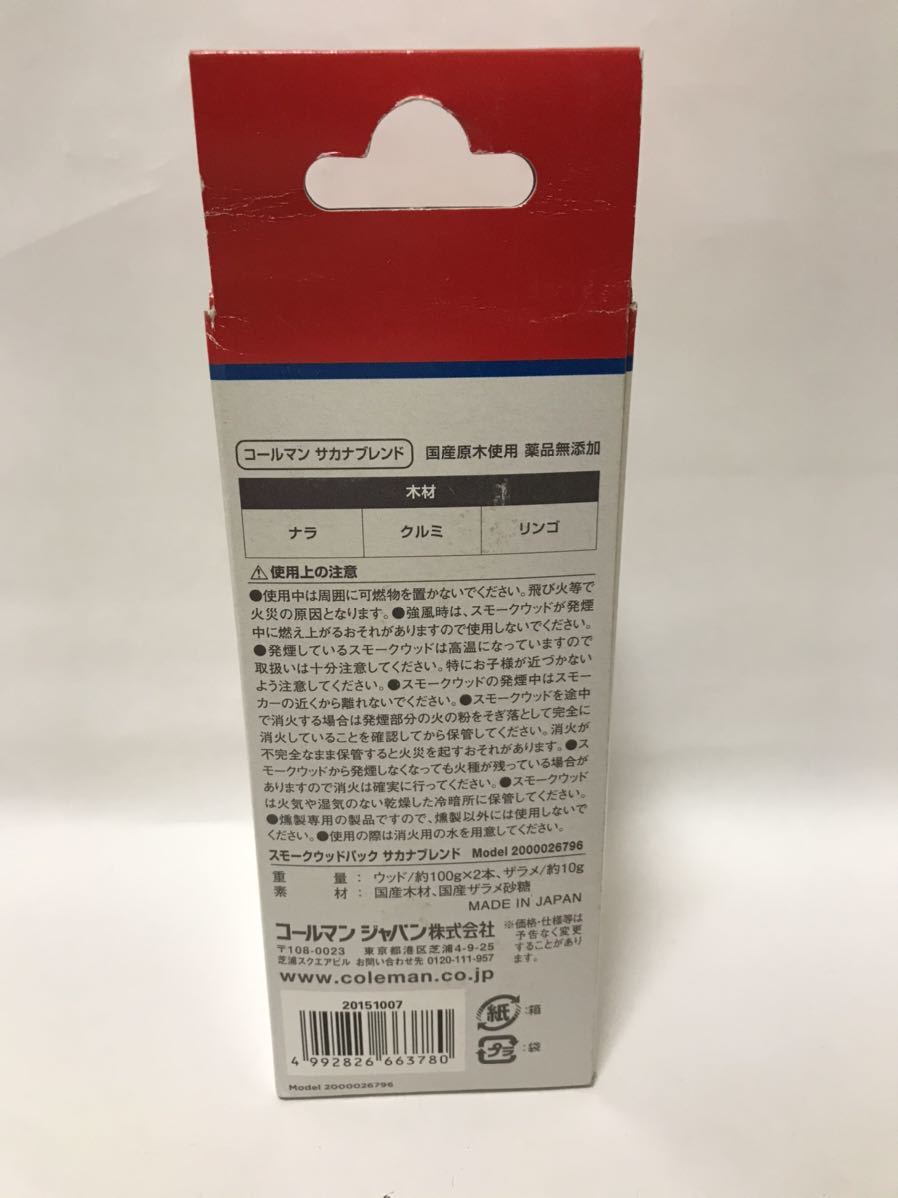 コールマン サカナブレンド 国産原木使用 薬品無添加
木材
ナラ クルミ リンゴ
⚠使用上の注意
●使用中は周囲に可燃物を置かないでください。飛び火等で
火災の原因となります。●強風時は、スモークウッドが発煙
中に燃え上がるおそれがありますので使用しないでください。
●発煙しているスモークウッドは高温になっていますので
取扱いは十分注意してください。特にお子様が近づかない
よう注意してください。●スモークウッドの発煙中はスモー
カーの近くから離れないでください。●スモークウッドを途中
で消火する場合は発煙部分の火の粉をそぎ落として完全に
消火していることを確認してから保管してください。消火が
不完全なまま保管すると火災を起すおそれがあります。●ス
モークウッドから発煙しなくなっても火種が残っている場合が
ありますので消火は確実に行ってください。●スモークウッド
は火気や湿気のない乾燥した冷暗所に保管してください。
●燻製専用の製品ですので、燻製以外には使用しないで
ください。●使用の際は消火用の水を用意してください。
スモークウッドパック サカナブレンド Model 2000026796
重量:ウッド/約100g×2本、ザラメ/約10g
素材:国産木材、国産ザラメ砂糖
MADE IN JAPAN
コールマン ジャパン株式会社
〒108-0023 東京都港区芝浦4-9-25
芝浦スクエアビル お問い合わせ先 0120-111-957
www.coleman.co.jp
※価格・仕様等は
予告なく変更
することがあり
ます。
20151007
4 992826 663780
Model 2000026796
紙:箱
プラ:袋